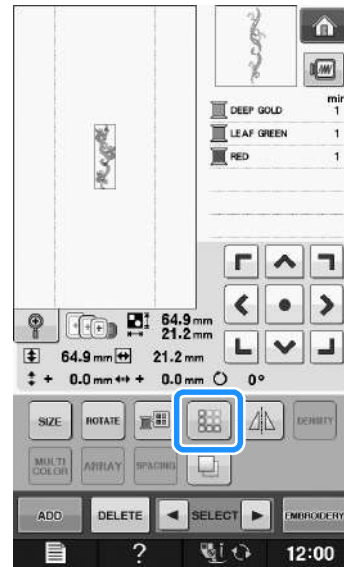 min
DEEP GOLD 1
LEAF GREEN 1
RED 1
64.9 mm
21.2 mm
64.9 mm 21.2 mm
+ 0.0 mm + 0.0 mm 0°
SIZE ROTATE DENSITY
MULTI COLOR ARRAY SPACING
ADD DELETE SELECT EMBROIDERY
? 12:00